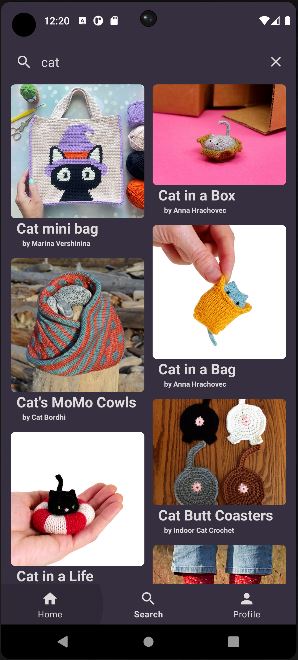 12:20
cat
Cat mini bag
by Marina Vershinina
Cat in a Box
by Anna Hrachovec
Cat in a Bag
by Anna Hrachovec
Cat's MoMo Cowls
by Cat Bordhi
Cat Butt Coasters
by Indoor Cat Crochet
Cat in a Life
Home
Search
Profile